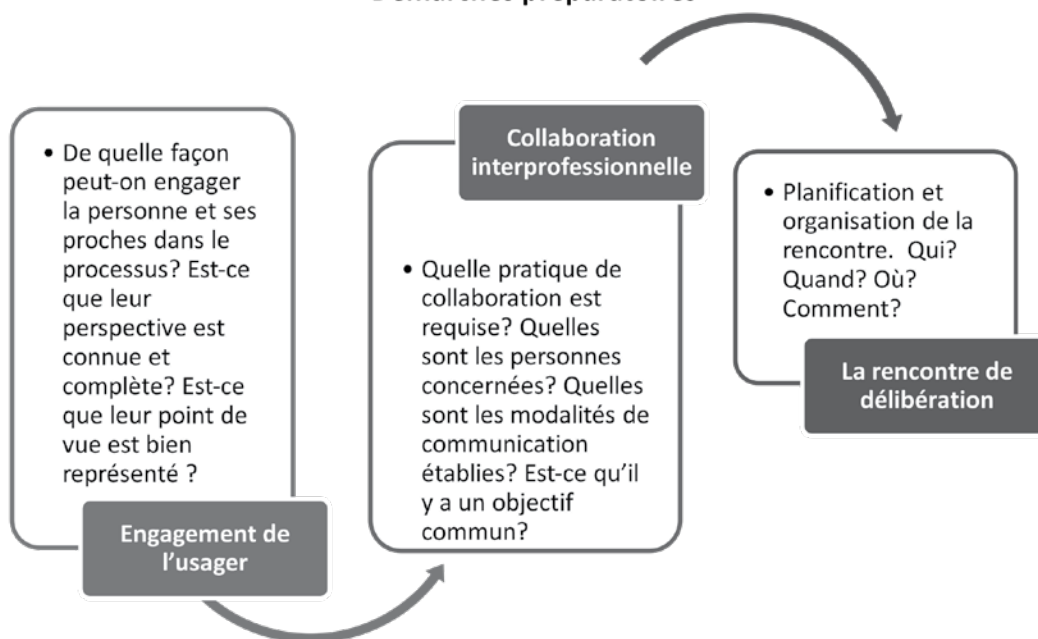 • De quelle façon
peut-on engager
la personne et ses
proches dans le
processus? Est-ce
que leur
perspective est
connue et
complète? Est-ce
que leur point de
vue est bien
représenté ?
Engagement de
l'usager
Collaboration
interprofessionnelle
• Quelle pratique de
collaboration est
requise? Quelles
sont les personnes
concernées? Quelles
sont les modalités de
communication
établies? Est-ce qu'il
y a un objectif
commun?
• Planification et
organisation de la
rencontre.  Qui?
Quand? Où?
Comment?
La rencontre de
délibération